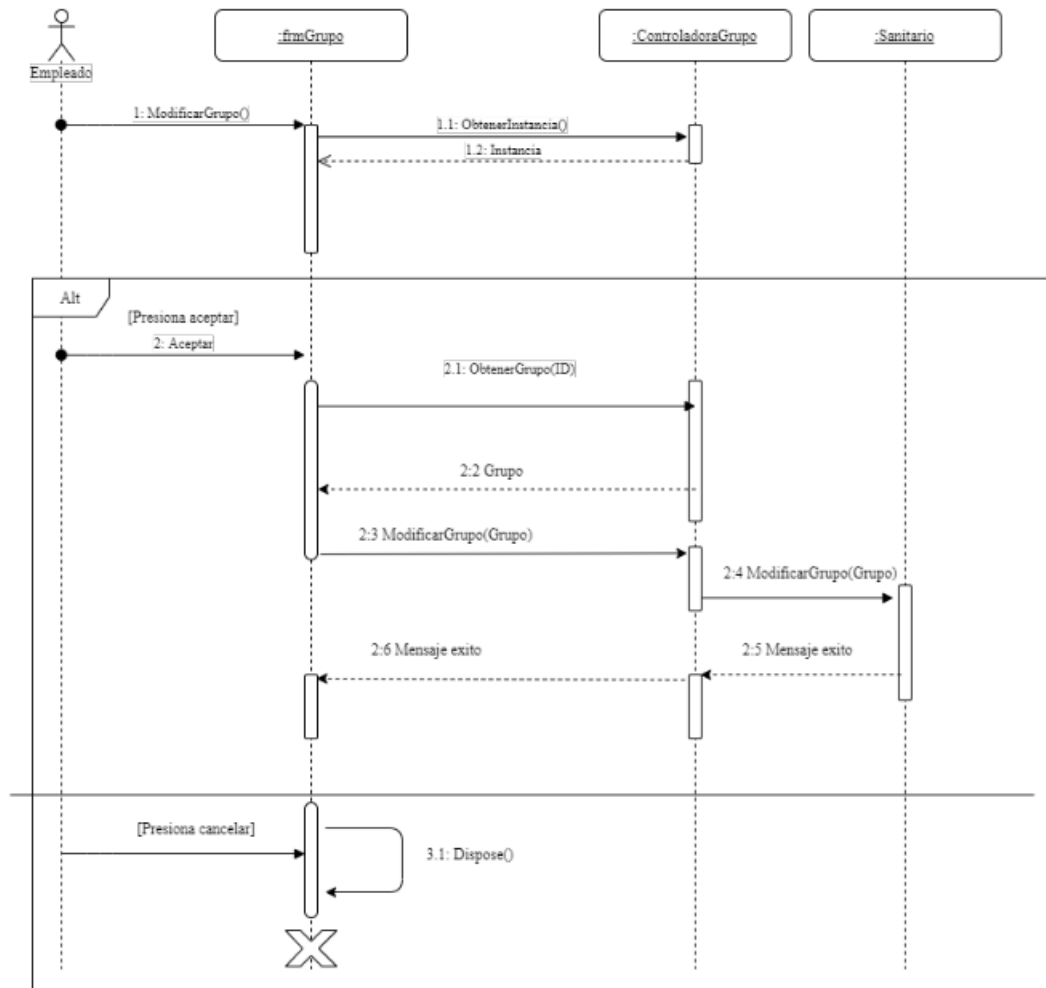 :frmGrupo
:ControladoraGrupo
:Sanitario
Empleado
1: ModificarGrupo()
1.1: ObtenerInstancia()
1.2: Instancia
Alt
[Presiona aceptar]
2: Aceptar
2.1: ObtenerGrupo(ID)
2:2 Grupo
2:3 ModificarGrupo(Grupo)
2:4 ModificarGrupo(Grupo)
2:6 Mensaje exito
2:5 Mensaje exito
[Presiona cancelar]
3.1: Dispose()